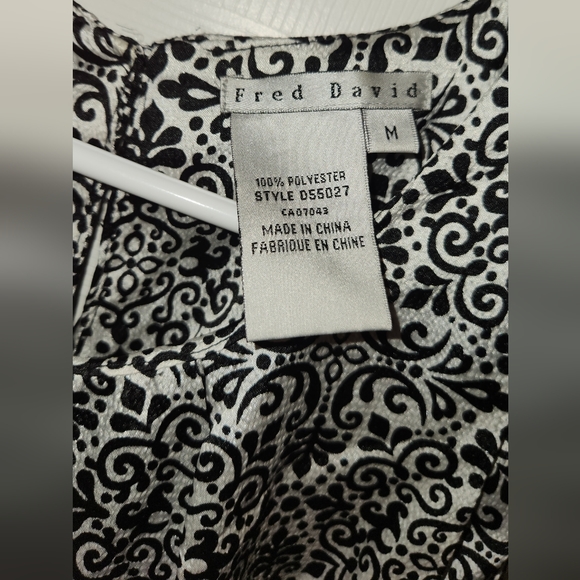 Fred David
M
100% POLYESTER
STYLE D55027
CA07043
MADE IN CHINA
FABRIQUE EN CHINE